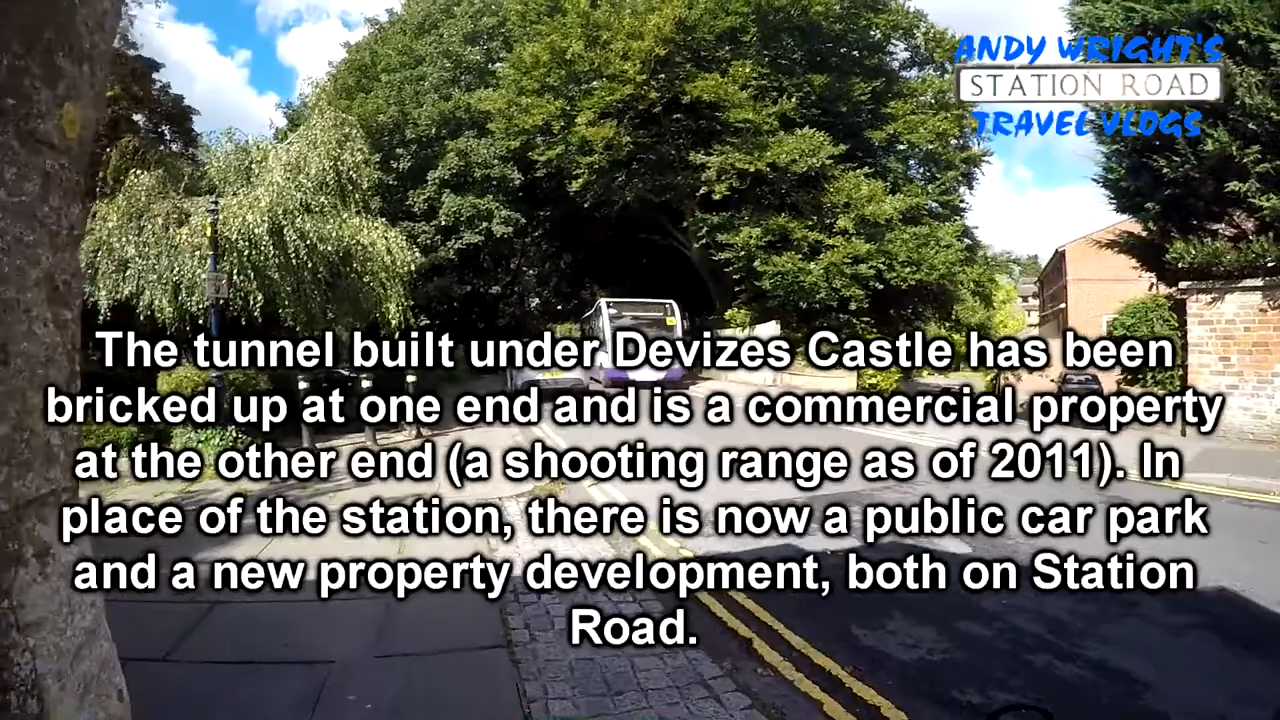 ANDY WRIGHT'S
STATION ROAD
TRAVEL VLOGS
The tunnel built under Devizes Castle has been
bricked up at one end and is a commercial property
at the other end (a shooting range as of 2011). In
place of the station, there is now a public car park
and a new property development, both on Station
Road.